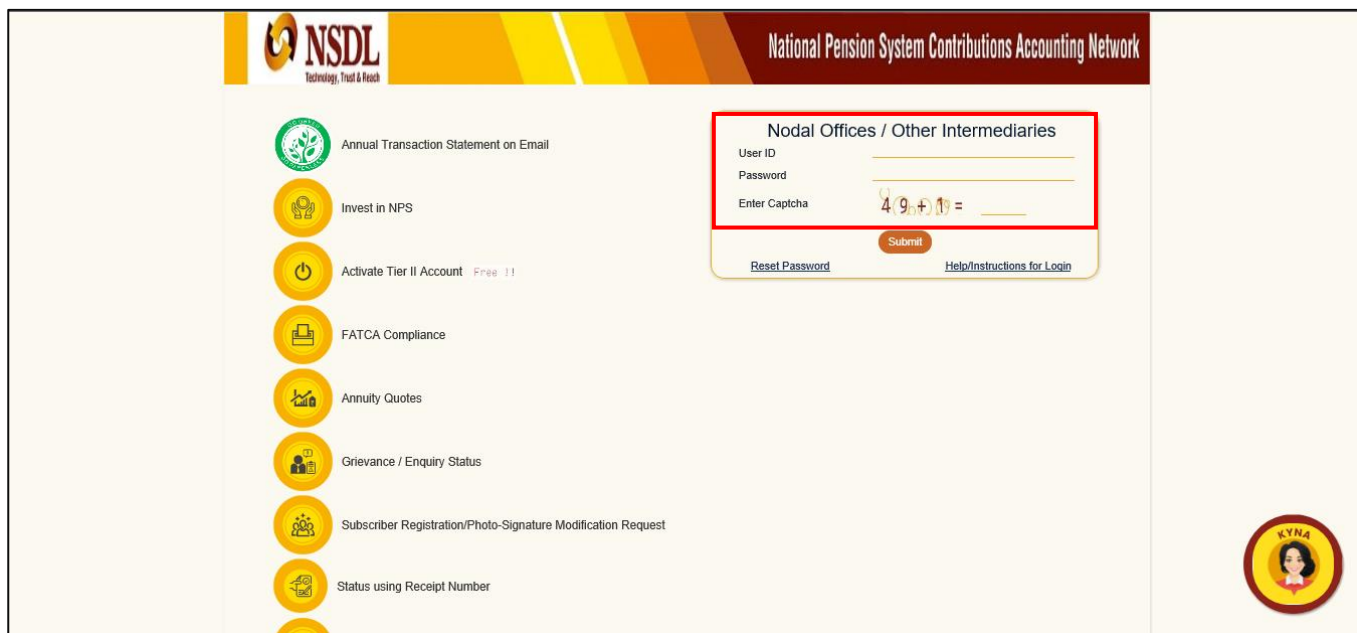 NSDL
Technology, Trust & Reach
National Pension System Contributions Accounting Network
Annual Transaction Statement on Email
Invest in NPS
Activate Tier II Account Free !!
FATCA Compliance
Annuity Quotes
Grievance / Enquiry Status
Subscriber Registration/Photo-Signature Modification Request
Status using Receipt Number
Nodal Offices / Other Intermediaries
User ID
Password
Enter Captcha 4 9 + 1 =
Submit
Reset Password Help/Instructions for Login
KYNA